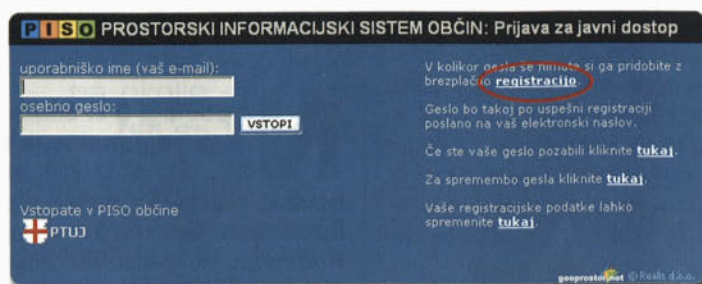 PISO PROSTORSKI INFORMACIJSKI SISTEM OBČIN: Prijava za javni dostop
uporabniško ime (vaš e-mail):
osebno geslo:
VSTOPI
Vstopate v PISO občine
PTUJ
V kolikor gesla še nimate si ga pridobite z
brezplačno registracijo.
Geslo bo takoj po uspešni registraciji
poslano na vaš elektronski naslov.
Če ste vaše geslo pozabili kliknite tukaj.
Za spremembo gesla kliknite tukaj.
Vaše registracijske podatke lahko
spremenite tukaj.
geoprostor.net © Realis d.o.o.